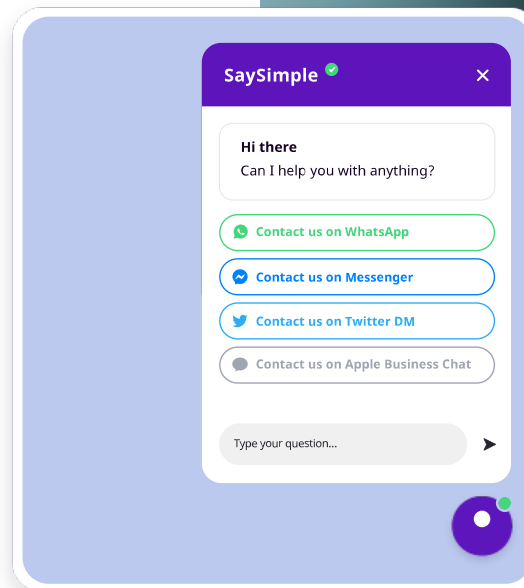 SaySimple
Hi there
Can I help you with anything?
Contact us on WhatsApp
Contact us on Messenger
Contact us on Twitter DM
Contact us on Apple Business Chat
Type your question...